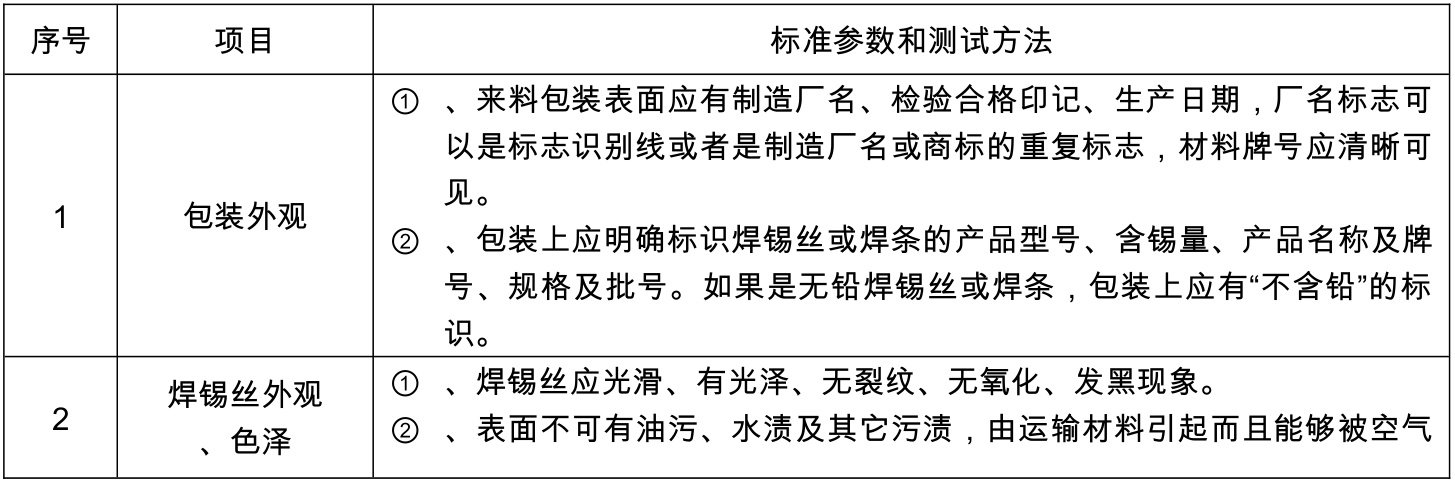 序号 项目 标准参数和测试方法
① 、来料包装表面应有制造厂名、检验合格印记、生产日期，厂名标志可
以是标志识别线或者是制造厂名或商标的重复标志，材料牌号应清晰可
见。
1 包装外观
② 、包装上应明确标识焊锡丝或焊条的产品型号、含锡量、产品名称及牌
号、规格及批号。如果是无铅焊锡丝或焊条，包装上应有“不含铅”的标
识。
2 焊锡丝外观
、色泽
① 、焊锡丝应光滑、有光泽、无裂纹、无氧化、发黑现象。
② 、表面不可有油污、水渍及其它污渍，由运输材料引起而且能够被空气